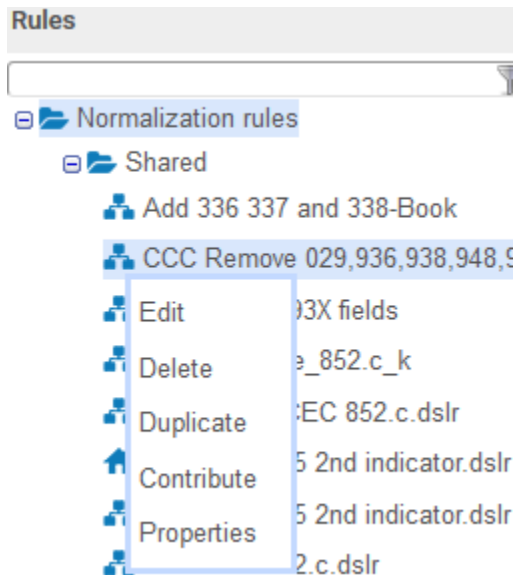 Rules
Normalization rules
Shared
Add 336 337 and 338-Book
CCC Remove 029,936,938,948,9
Edit
93X fields
Delete
e_852.c_k
Duplicate
CEC 852.c.dslr
Contribute
5 2nd indicator.dslr
Properties
5 2nd indicator.dslr
2.c.dslr